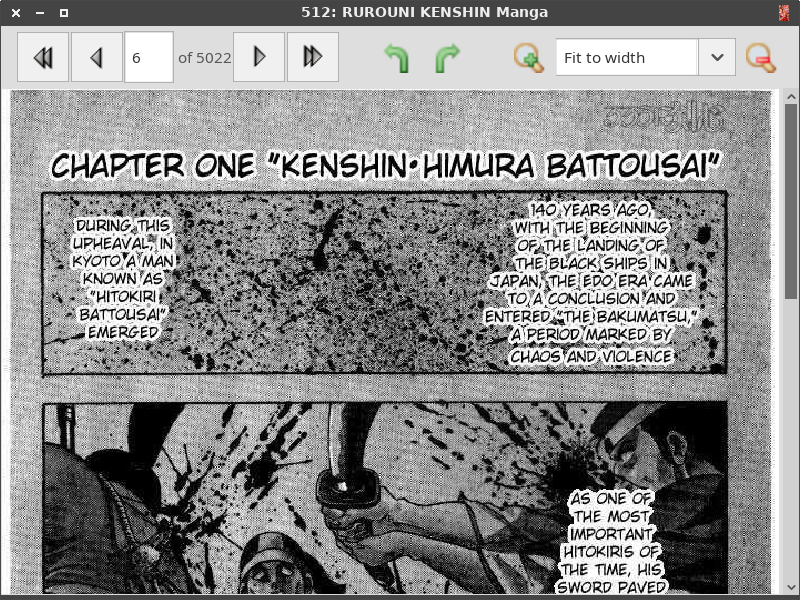 512: RUROUNI KENSHIN Manga
6
of 5022
Fit to width
CHAPTER ONE "KENSHIN·HIMURA BATTOUSAI"
140 YEARS AGO,
WITH THE BEGINNING
OF THE LANDING OF
THE BLACK SHIPS IN
JAPAN, THE EDO ERA CAME
TO A CONCLUSION AND
ENTERED "THE BAKUMATSU,"
A PERIOD MARKED BY
CHAOS AND VIOLENCE
DURING THIS
UPHEAVAL, IN
KYOTO A MAN
KNOWN AS
"HITOKIRI
BATTOUSAI"
EMERGED
AS ONE OF
THE MOST
IMPORTANT
HITOKIRIS OF
THE TIME, HIS
SWORD PAVED